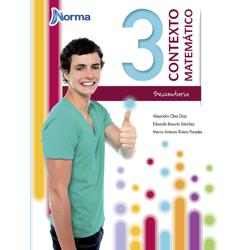 Norma
3
CONTEXTO
MATEMÁTICO
Secundaria
Alejandro Olea Díaz
Eduardo Basurto Sánchez
Marco Antonio Rivera Paredes